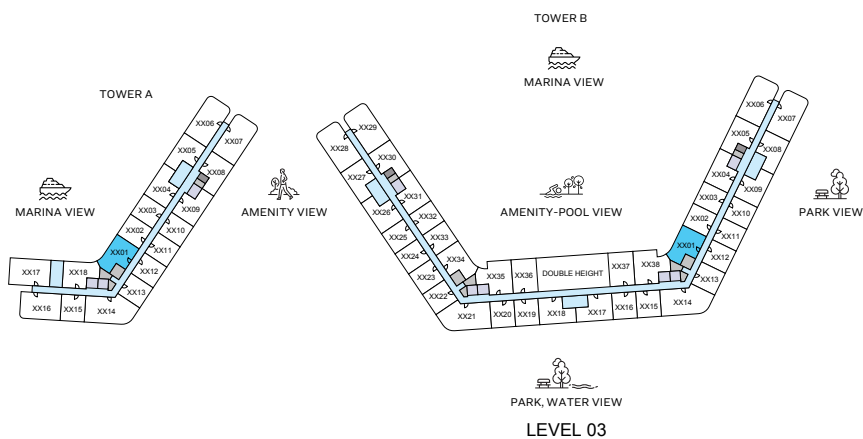 TOWER B
MARINA VIEW
TOWER A
MARINA VIEW
AMENITY VIEW
AMENITY-POOL VIEW
PARK VIEW
XX06
XX07
XX05
XX08
XX04
XX09
XX03
XX10
XX02
XX11
XX01
XX12
XX17
XX18
XX13
XX16
XX15
XX14
XX29
XX28
XX30
XX27
XX31
XX26
XX32
XX25
XX33
XX24
XX34
XX23
XX22
XX35
XX36
DOUBLE HEIGHT
XX37
XX38
XX21
XX20
XX19
XX18
XX17
XX16
XX15
XX14
XX06
XX07
XX05
XX08
XX04
XX09
XX03
XX10
XX02
XX11
XX01
XX12
XX13
PARK, WATER VIEW
LEVEL 03